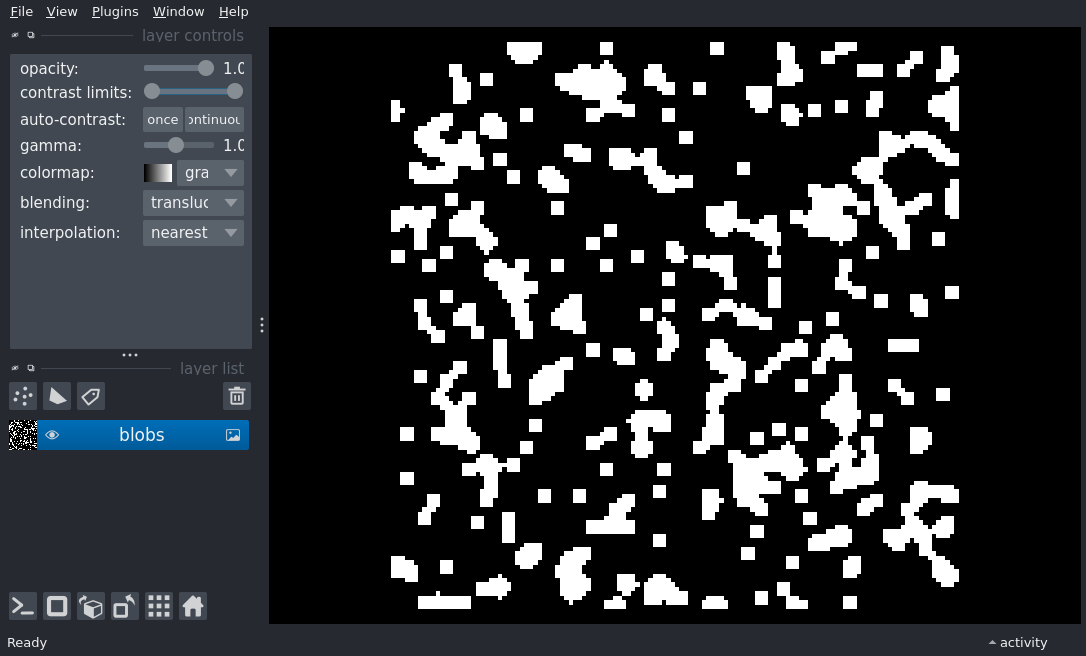 File View Plugins Window Help
layer controls
opacity: 1.0
contrast limits:
auto-contrast: once ontinuou
gamma: 1.0
colormap: gra
blending: transluc
interpolation: nearest
layer list
blobs
Ready
activity